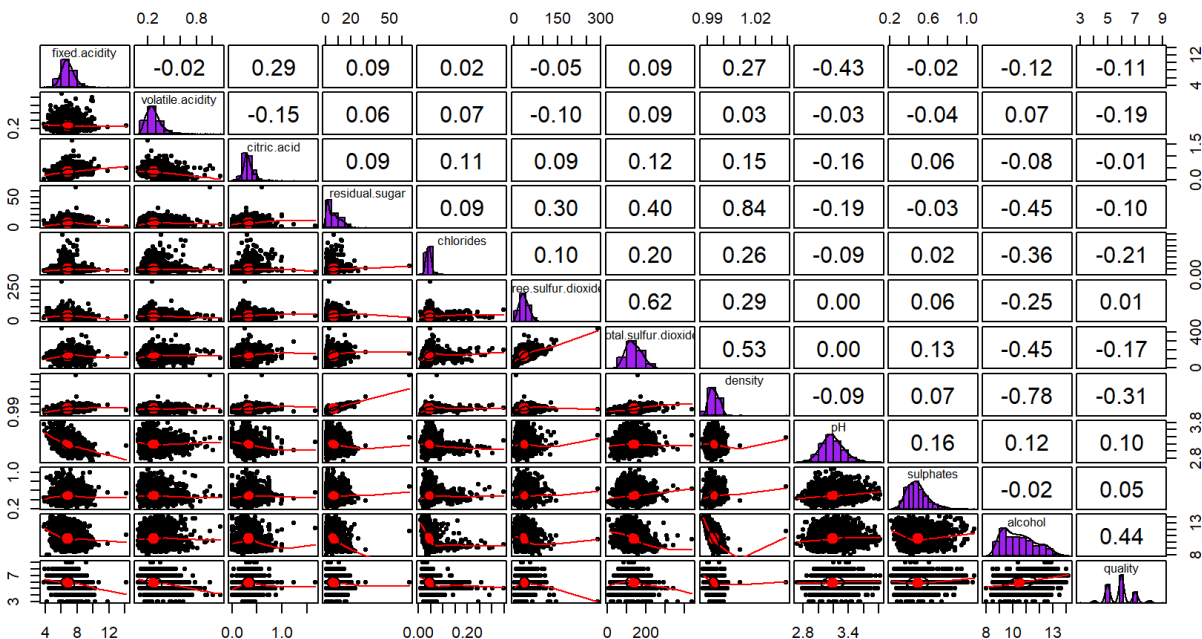 0.2 0.8 0 20 50 0 150 300 0.99 1.02 0.2 0.6 1.0 3 5 7 9
fixed.acidity -0.02 0.29 0.09 0.02 -0.05 0.09 0.27 -0.43 -0.02 -0.12 -0.11 4 12
0.2 volatile.acidity -0.15 0.06 0.07 -0.10 0.09 0.03 -0.03 -0.04 0.07 -0.19
citric.acid 0.09 0.11 0.09 0.12 0.15 -0.16 0.06 -0.08 -0.01 0.0 1.5
0 50 residual.sugar 0.09 0.30 0.40 0.84 -0.19 -0.03 -0.45 -0.10
chlorides 0.10 0.20 0.26 -0.09 0.02 -0.36 -0.21 0.00
0 250 ree.sulfur.dioxide 0.62 0.29 0.00 0.06 -0.25 0.01
otal.sulfur.dioxide 0.53 0.00 0.13 -0.45 -0.17 0 400
0.99 density -0.09 0.07 -0.78 -0.31
pH 0.16 0.12 0.10 2.8 3.8
0.2 1.0 sulphates -0.02 0.05
alcohol 0.44 8 13
3 7 quality
4 6 8 12 0.0 1.0 0.00 0.20 0 200 2.8 3.4 8 10 13